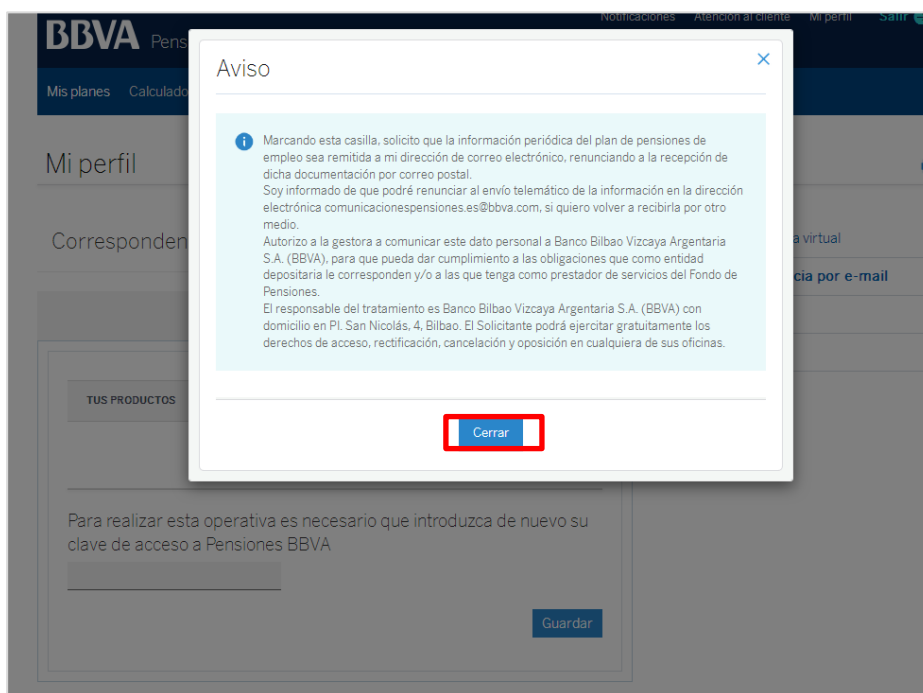 Notificaciones Atención al cliente Mi perfil Salir
BBVA Pens
Mis planes Calculado
Aviso
Marcando esta casilla, solicito que la información periódica del plan de pensiones de
empleo sea remitida a mi dirección de correo electrónico, renunciando a la recepción de
dicha documentación por correo postal.
Soy informado de que podré renunciar al envío telemático de la información en la dirección
electrónica comunicacionespensiones.es@bbva.com, si quiero volver a recibirla por otro
medio.
Autorizo a la gestora a comunicar este dato personal a Banco Bilbao Vizcaya Argentaria
S.A. (BBVA), para que pueda dar cumplimiento a las obligaciones que como entidad
depositaria le corresponden y/o a las que tenga como prestador de servicios del Fondo de
Pensiones.
El responsable del tratamiento es Banco Bilbao Vizcaya Argentaria S.A. (BBVA) con
domicilio en Pl. San Nicolás, 4, Bilbao. El Solicitante podrá ejercitar gratuitamente los
derechos de acceso, rectificación, cancelación y oposición en cualquiera de sus oficinas.
Cerrar
Mi perfil
Corresponden
a virtual
cia por e-mail
TUS PRODUCTOS
Para realizar esta operativa es necesario que introduzca de nuevo su
clave de acceso a Pensiones BBVA
Guardar